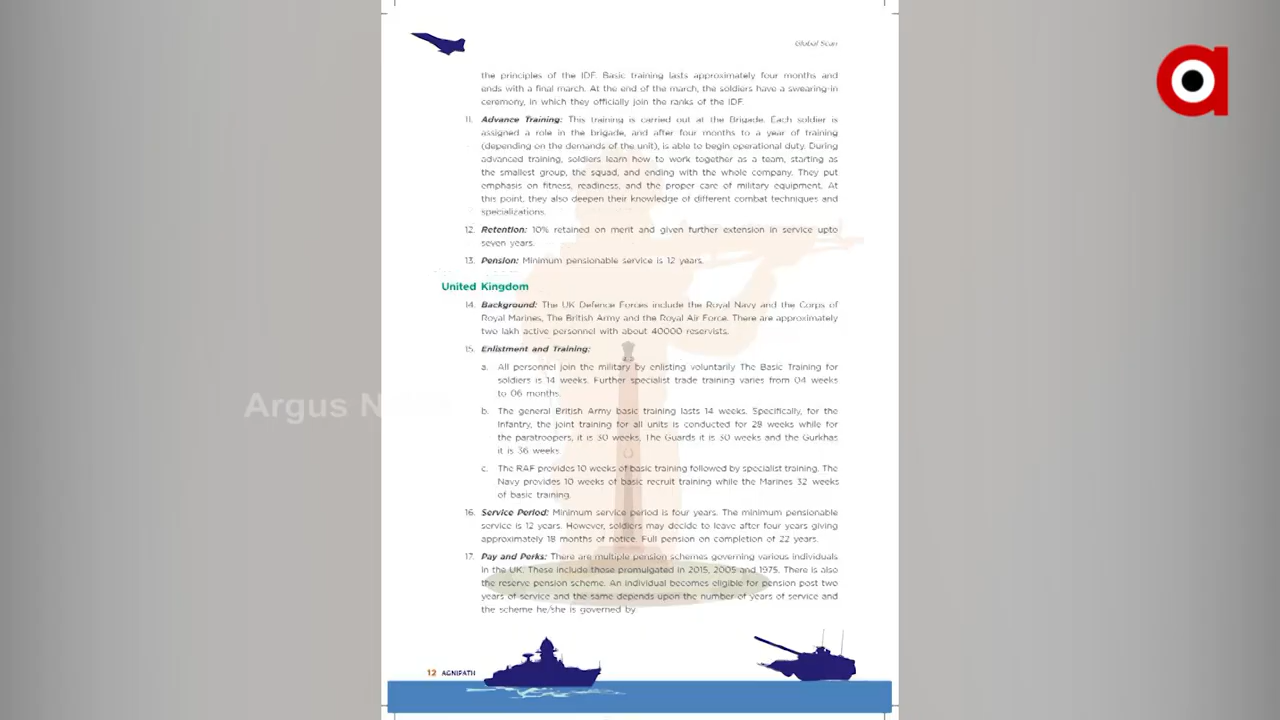 Global Scan
the principles of the IDF. Basic training lasts approximately four months and
ends with a final march. At the end of the march, the soldiers have a swearing-in
ceremony, in which they officially join the ranks of the IDF.
11. Advance Training: This training is carried out at the Brigade. Each soldier is
assigned a role in the brigade, and after four months to a year of training
(depending on the demands of the unit), is able to begin operational duty. During
advanced training, soldiers learn how to work together as a team, starting as
the smallest group, the squad, and ending with the whole company. They put
emphasis on fitness, readiness, and the proper care of military equipment. At
this point, they also deepen their knowledge of different combat techniques and
specializations.
12. Retention: 10% retained on merit and given further extension in service upto
seven years.
13. Pension: Minimum pensionable service is 12 years.
United Kingdom
14. Background: The UK Defence Forces include the Royal Navy and the Corps of
Royal Marines, The British Army and the Royal Air Force. There are approximately
two lakh active personnel with about 40000 reservists.
15. Enlistment and Training:
a. All personnel join the military by enlisting voluntarily The Basic Training for
soldiers is 14 weeks. Further specialist trade training varies from 04 weeks
to 06 months.
b. The general British Army basic training lasts 14 weeks. Specifically, for the
Infantry, the joint training for all units is conducted for 28 weeks while for
the paratroopers, it is 30 weeks, The Guards it is 30 weeks and the Gurkhas
it is 36 weeks.
c. The RAF provides 10 weeks of basic training followed by specialist training. The
Navy provides 10 weeks of basic recruit training while the Marines 32 weeks
of basic training.
16. Service Period: Minimum service period is four years. The minimum pensionable
service is 12 years. However, soldiers may decide to leave after four years giving
approximately 18 months of notice. Full pension on completion of 22 years.
17. Pay and Perks: There are multiple pension schemes governing various individuals
in the UK. These include those promulgated in 2015, 2005 and 1975. There is also
the reserve pension scheme. An individual becomes eligible for pension post two
years of service and the same depends upon the number of years of service and
the scheme he/she is governed by
12 AGNIPATH
Argus
a